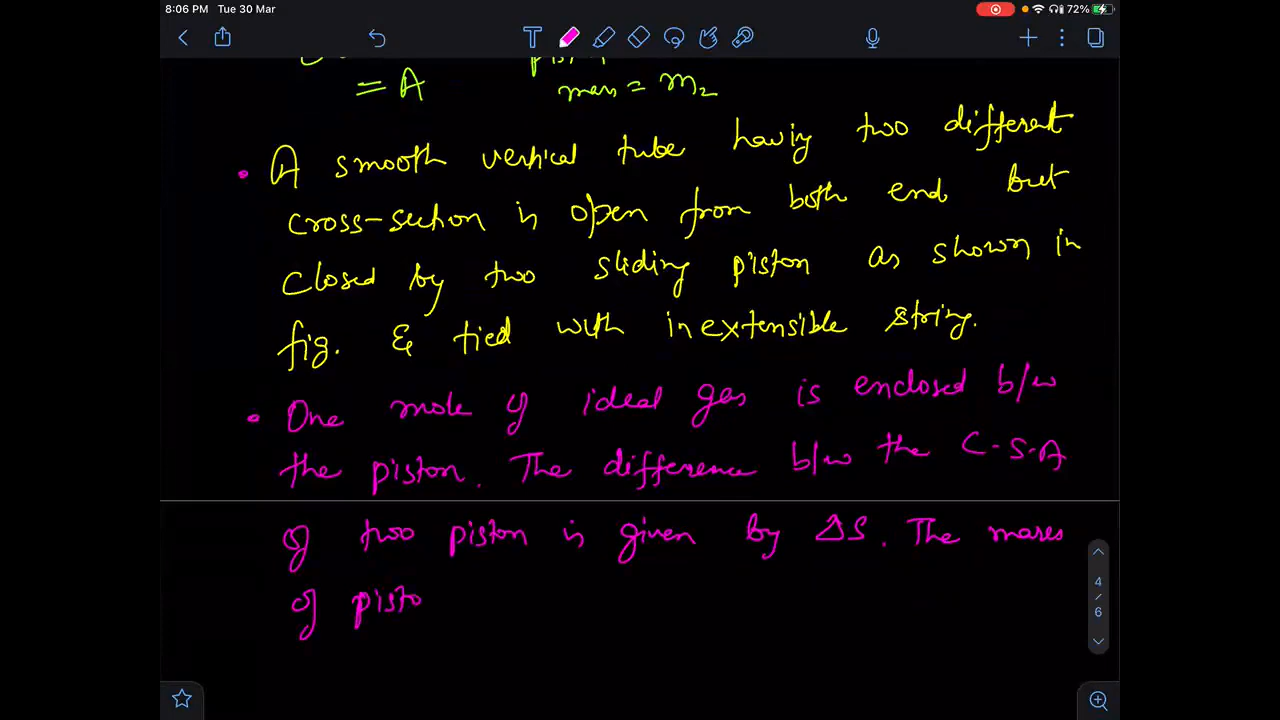 8:06 PM Tue 30 Mar
72%
= A
mass = m2
• A smooth vertical tube having two different
cross-section is open from both end but
closed by two sliding piston as shown in
fig. & tied with inextensible string.
• One mole of ideal gas is enclosed b/w
the piston. The difference b/w the C-S.A
of two piston is given by ΔS. The masses
of pisto
4
/
6